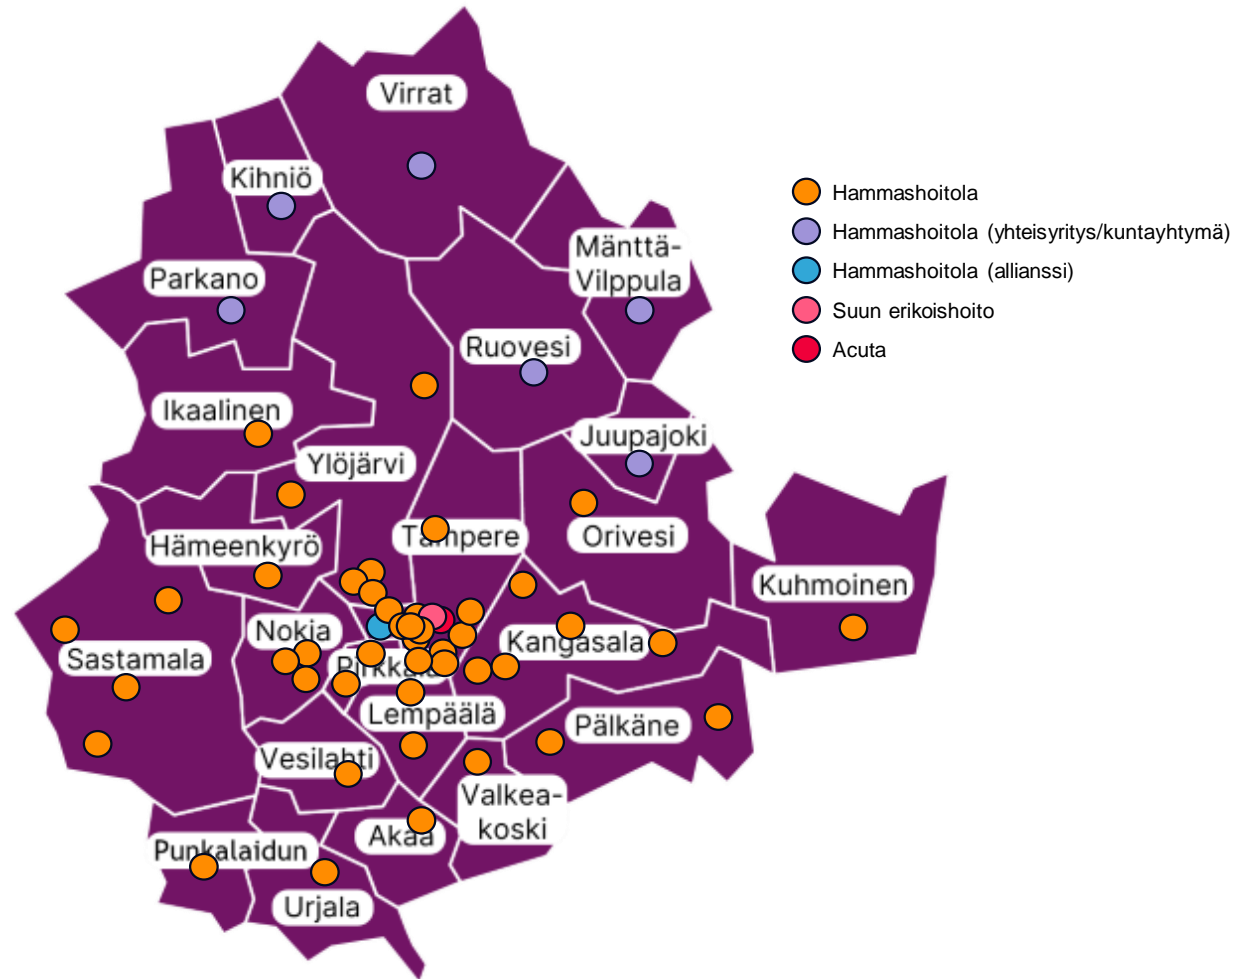 Virrat
Kihniö
Mänttä-
Vilppula
Parkano
Ruovesi
Ikaalinen
Juupajoki
Ylöjärvi
Tampere
Orivesi
Hämeenkyrö
Kuhmoinen
Nokia
Kangasala
Sastamala
Pirkkala
Lempäälä
Pälkäne
Vesilahti
Valkea-
koski
Akaa
Punkalaidun
Urjala
Hammashoitola
Hammashoitola (yhteisyritys/kuntayhtymä)
Hammashoitola (allianssi)
Suun erikoishoito
Acuta